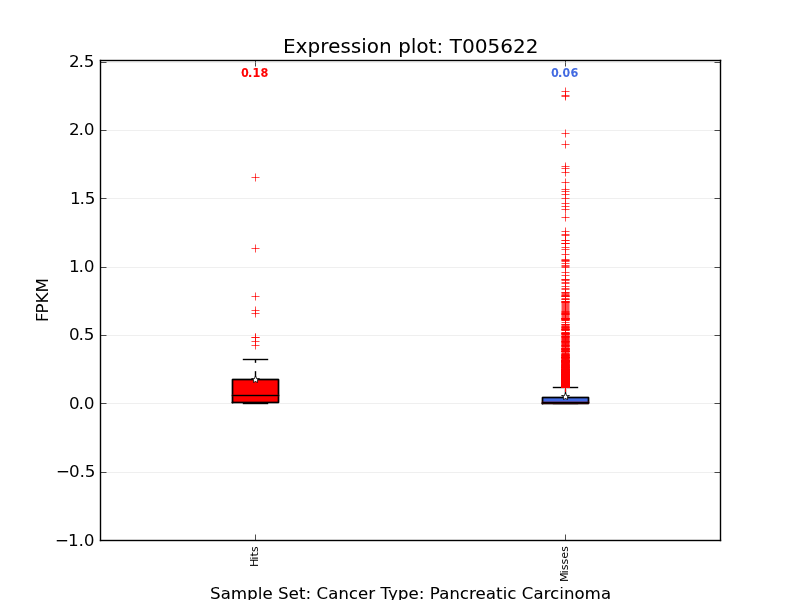 Expression plot: T005622
2.5
0.18
0.06
2.0
1.5
1.0
FPKM
0.5
0.0
−0.5
−1.0
Hits
Misses
Sample Set: Cancer Type: Pancreatic Carcinoma